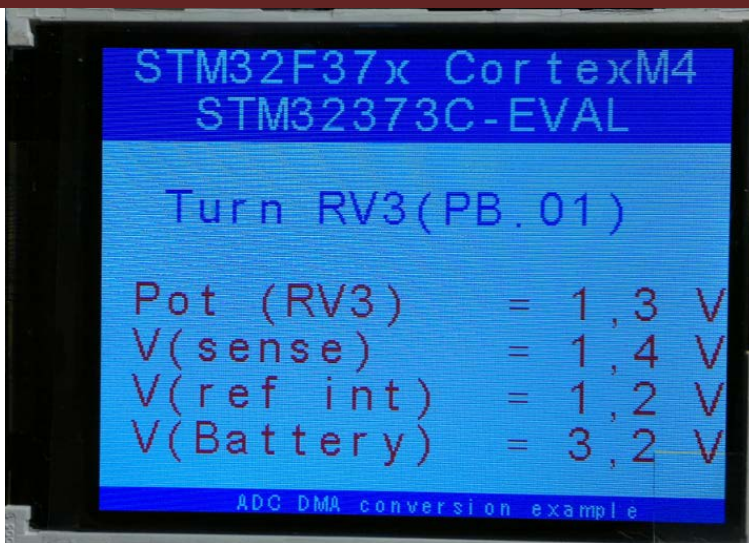 STM32F37x CortexM4
STM32373C-EVAL
Turn RV3(PB.01)
Pot (RV3) = 1,3 V
V(sense) = 1,4 V
V(ref int) = 1,2 V
V(Battery) = 3,2 V
ADC DMA conversion example